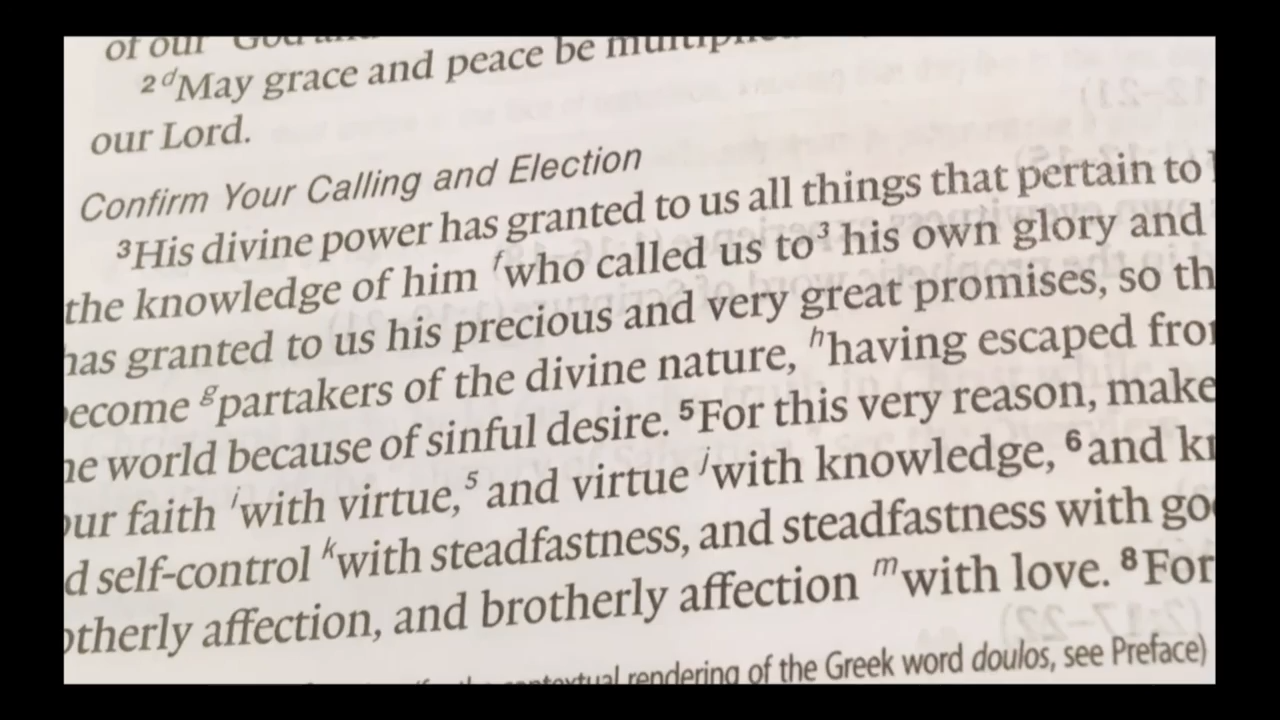 of our God and
2 dMay grace and peace be
our Lord.
Confirm Your Calling and Election
3His divine power has granted to us all things that pertain to
the knowledge of him fwho called us to3 his own glory and
has granted to us his precious and very great promises, so th
ecome gpartakers of the divine nature, hhaving escaped fro
he world because of sinful desire. 5For this very reason, make
our faith iwith virtue,5 and virtue jwith knowledge, 6and kn
d self-control kwith steadfastness, and steadfastness with go
otherly affection, and brotherly affection mwith love. 8For
rendering of the Greek word doulos, see Preface)